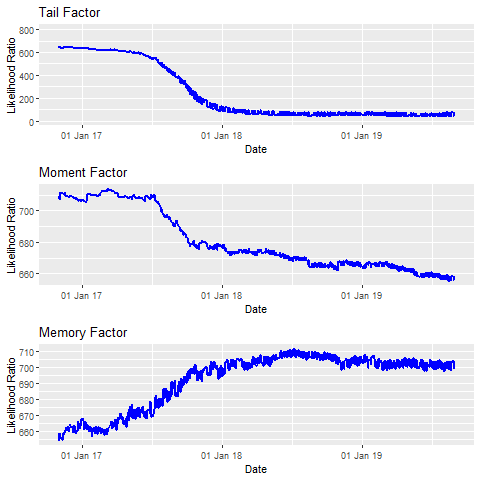 Tail Factor
Likelihood Ratio
800
600
400
200
0
01 Jan 17 01 Jan 18 01 Jan 19
Date
Moment Factor
Likelihood Ratio
700
680
660
01 Jan 17 01 Jan 18 01 Jan 19
Date
Memory Factor
Likelihood Ratio
710
700
690
680
670
660
01 Jan 17 01 Jan 18 01 Jan 19
Date